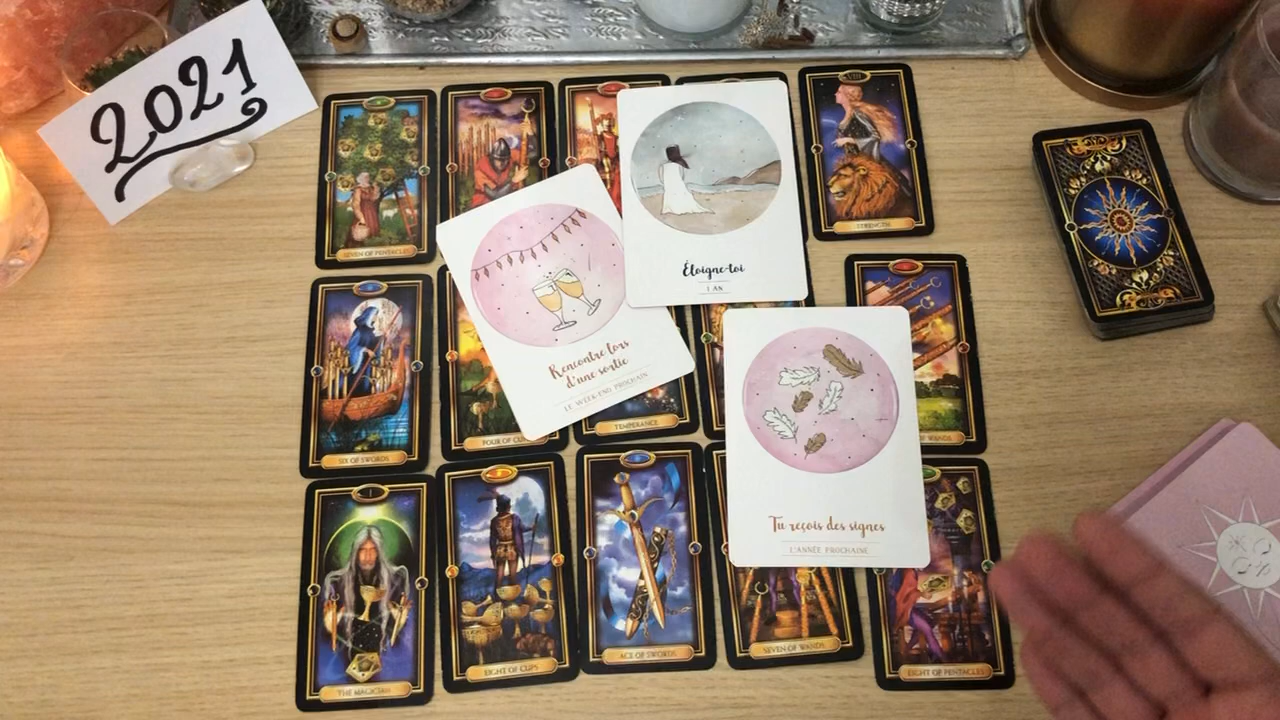 2021
VIII
STRENGTH
SEVEN OF PENTACLES
Éloigne-toi
1 AN
Rencontre lors
d'une sortie
LE WEEK-END PROCHAIN
SIX OF SWORDS
FOUR OF CUPS
TEMPERANCE
OF WANDS
Tu reçois des signes
L'ANNÉE PROCHAINE
I
THE MAGICIAN
EIGHT OF CUPS
ACE OF SWORDS
SEVEN OF WANDS
EIGHT OF PENTACLES